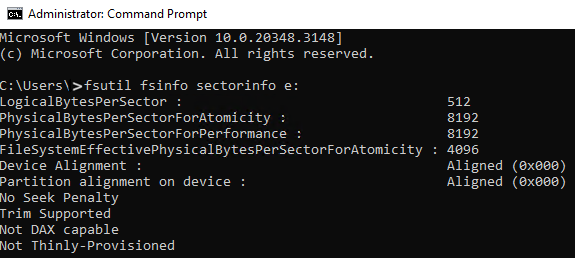 Administrator: Command Prompt
Microsoft Windows [Version 10.0.20348.3148]
(c) Microsoft Corporation. All rights reserved.
C:\Users\>fsutil fsinfo sectorinfo e:
LogicalBytesPerSector : 512
PhysicalBytesPerSectorForAtomicity : 8192
PhysicalBytesPerSectorForPerformance : 8192
FileSystemEffectivePhysicalBytesPerSectorForAtomicity : 4096
Device Alignment : Aligned (0x000)
Partition alignment on device : Aligned (0x000)
No Seek Penalty
Trim Supported
Not DAX capable
Not Thinly-Provisioned